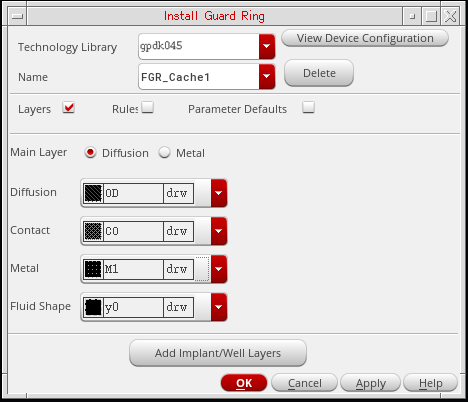 Install Guard Ring
Technology Library gpdk045 View Device Configuration
Name FGR_Cache1 Delete
Layers Rules Parameter Defaults
Main Layer Diffusion Metal
Diffusion OD drw
Contact CO drw
Metal M1 drw
Fluid Shape y0 drw
Add Implant/Well Layers
OK Cancel Apply Help